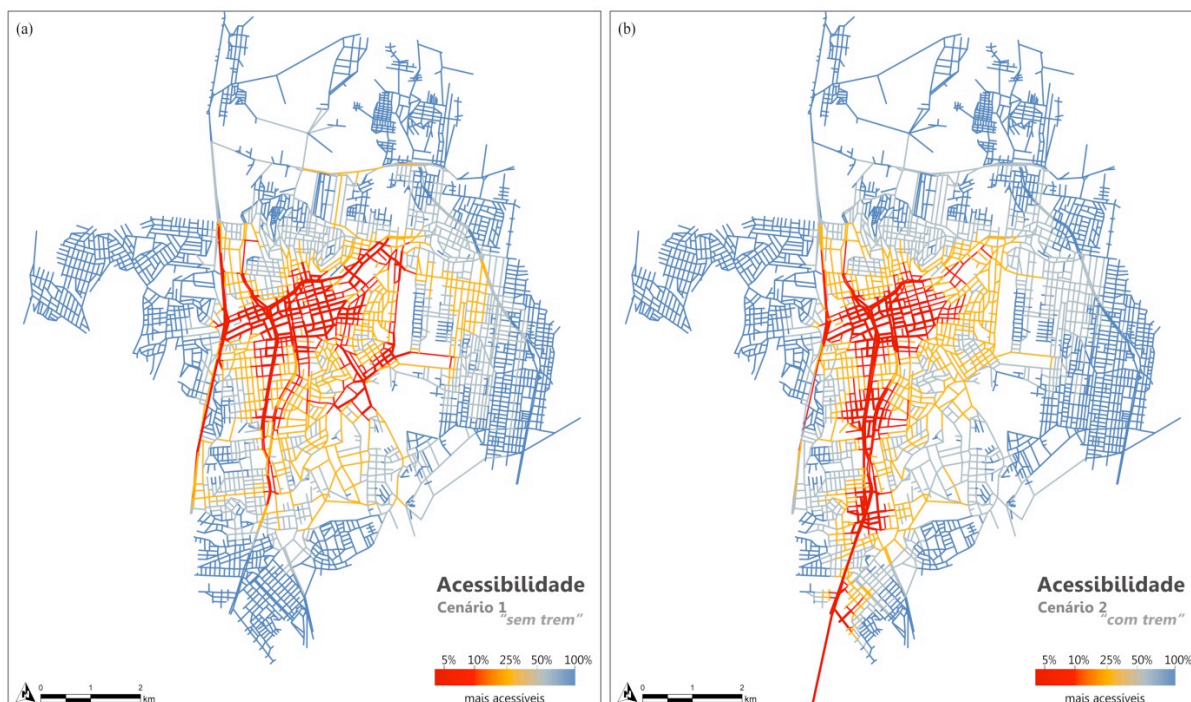 (a)
Acessibilidade
Cenário 1
"sem trem"
5% 10% 25% 50% 100%
mais acessíveis
0 1 2
km
(b)
Acessibilidade
Cenário 2
"com trem"
5% 10% 25% 50% 100%
mais acessíveis
0 1 2
km